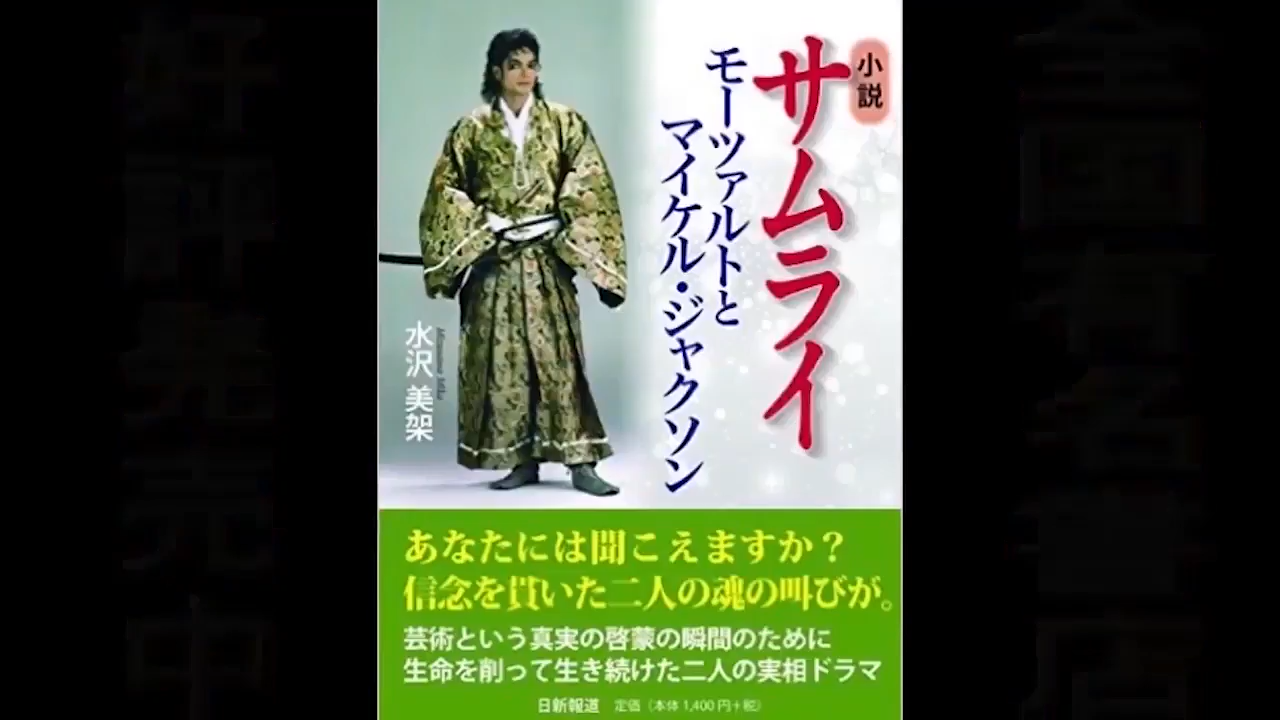 全国有名書店
小説
サムライ
モーツァルトと
マイケル・ジャクソン
水沢 美架
あなたには聞こえますか？
信念を貫いた二人の魂の叫びが。
芸術という真実の啓蒙の瞬間のために
生命を削って生き続けた二人の実相ドラマ
日新報道 定価（本体1,400円＋税）
好評発売中